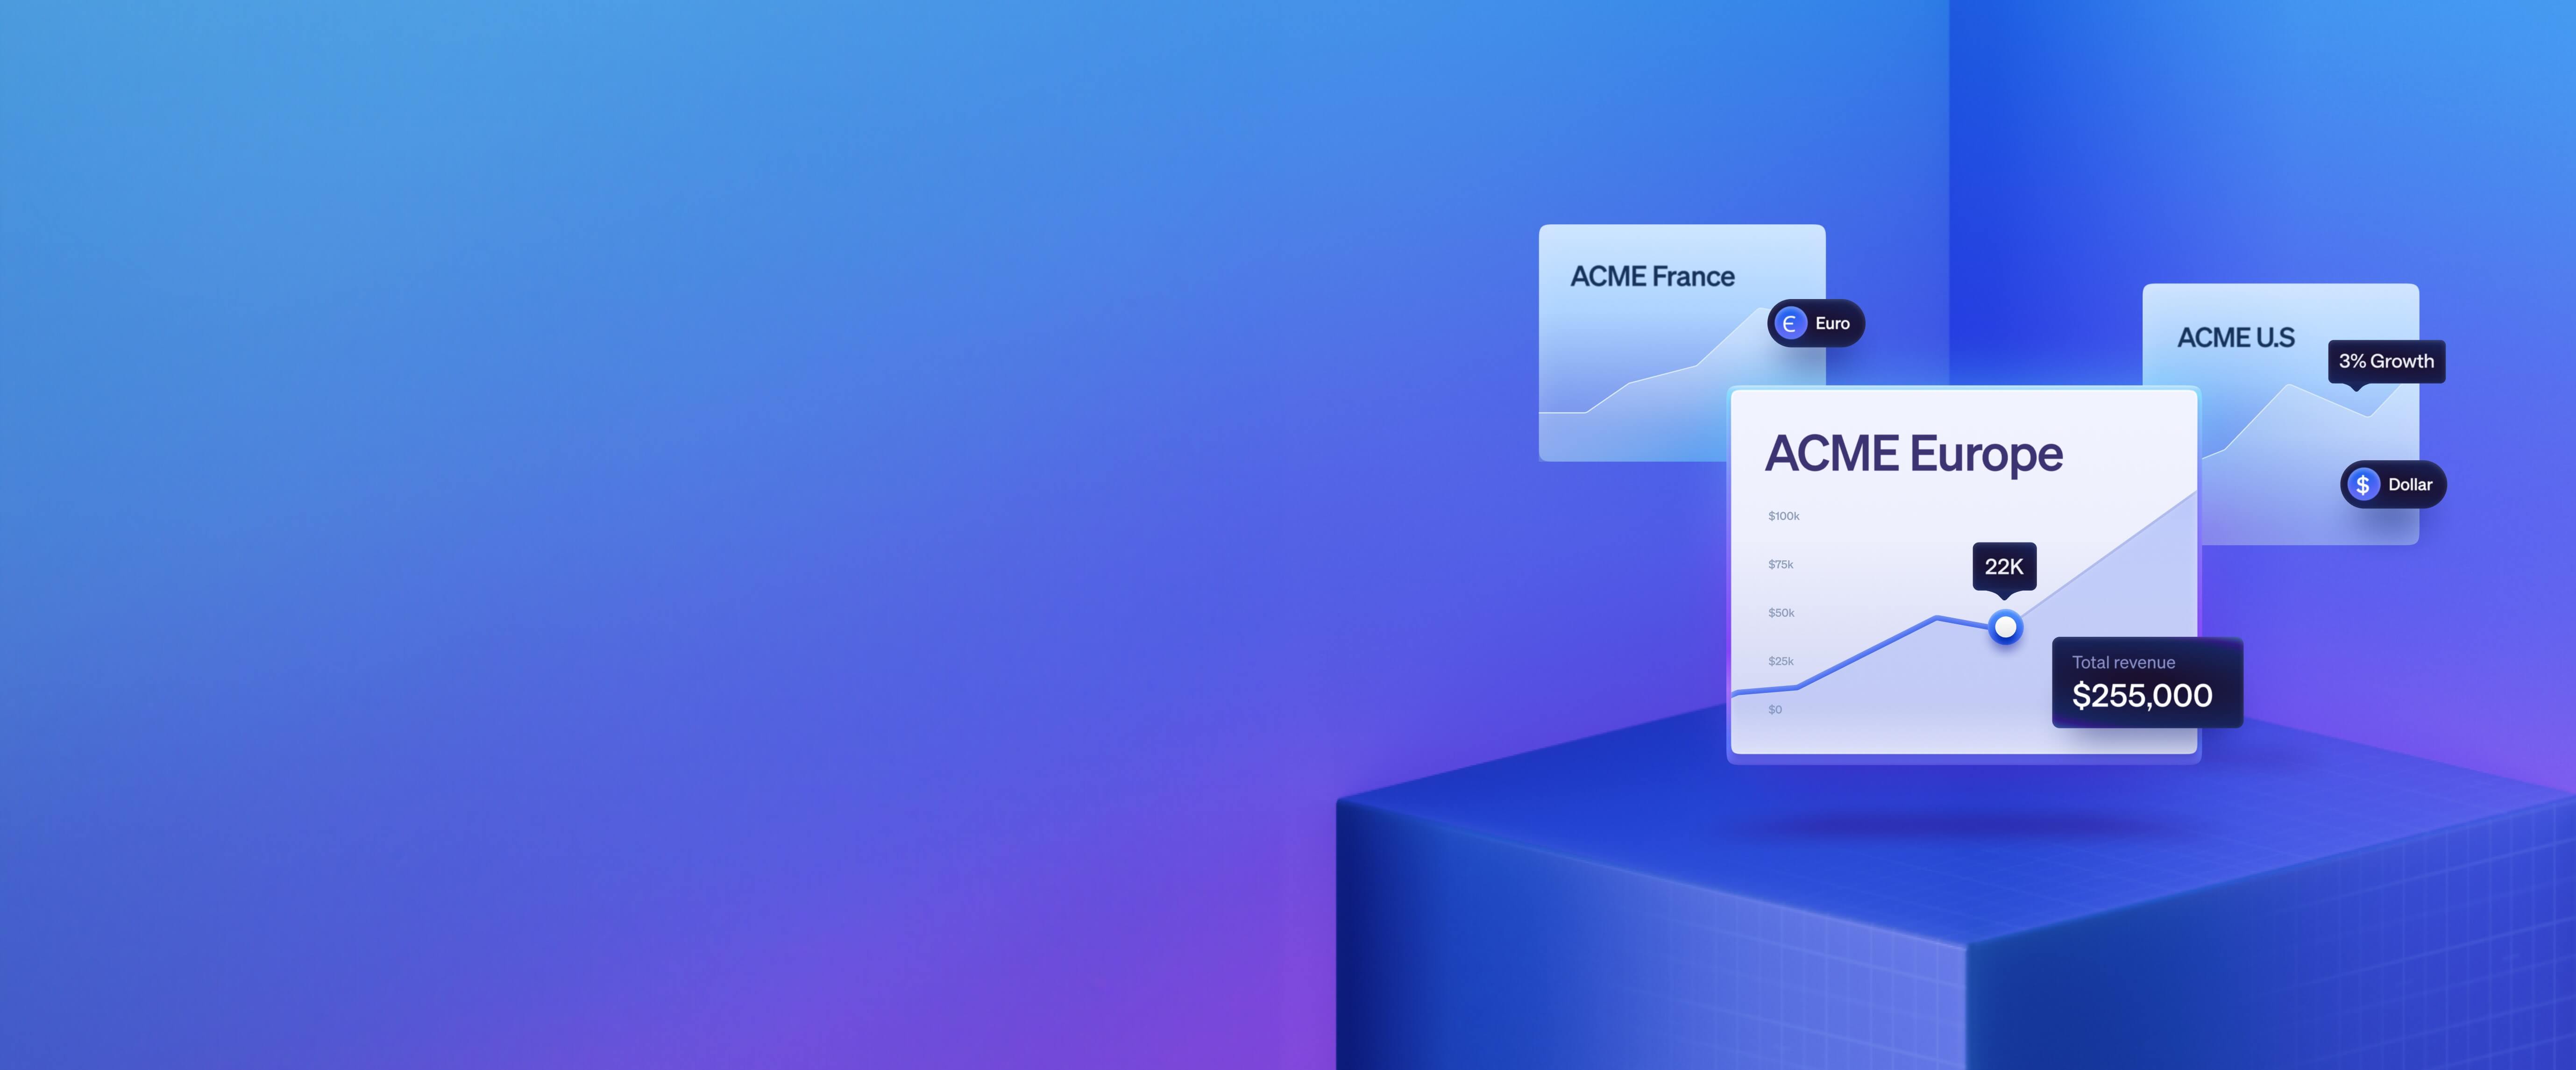 ACME France
€ Euro
ACME U.S
3% Growth
$ Dollar
ACME Europe
$100k
$75k
$50k
$25k
$0
22K
Total revenue
$255,000